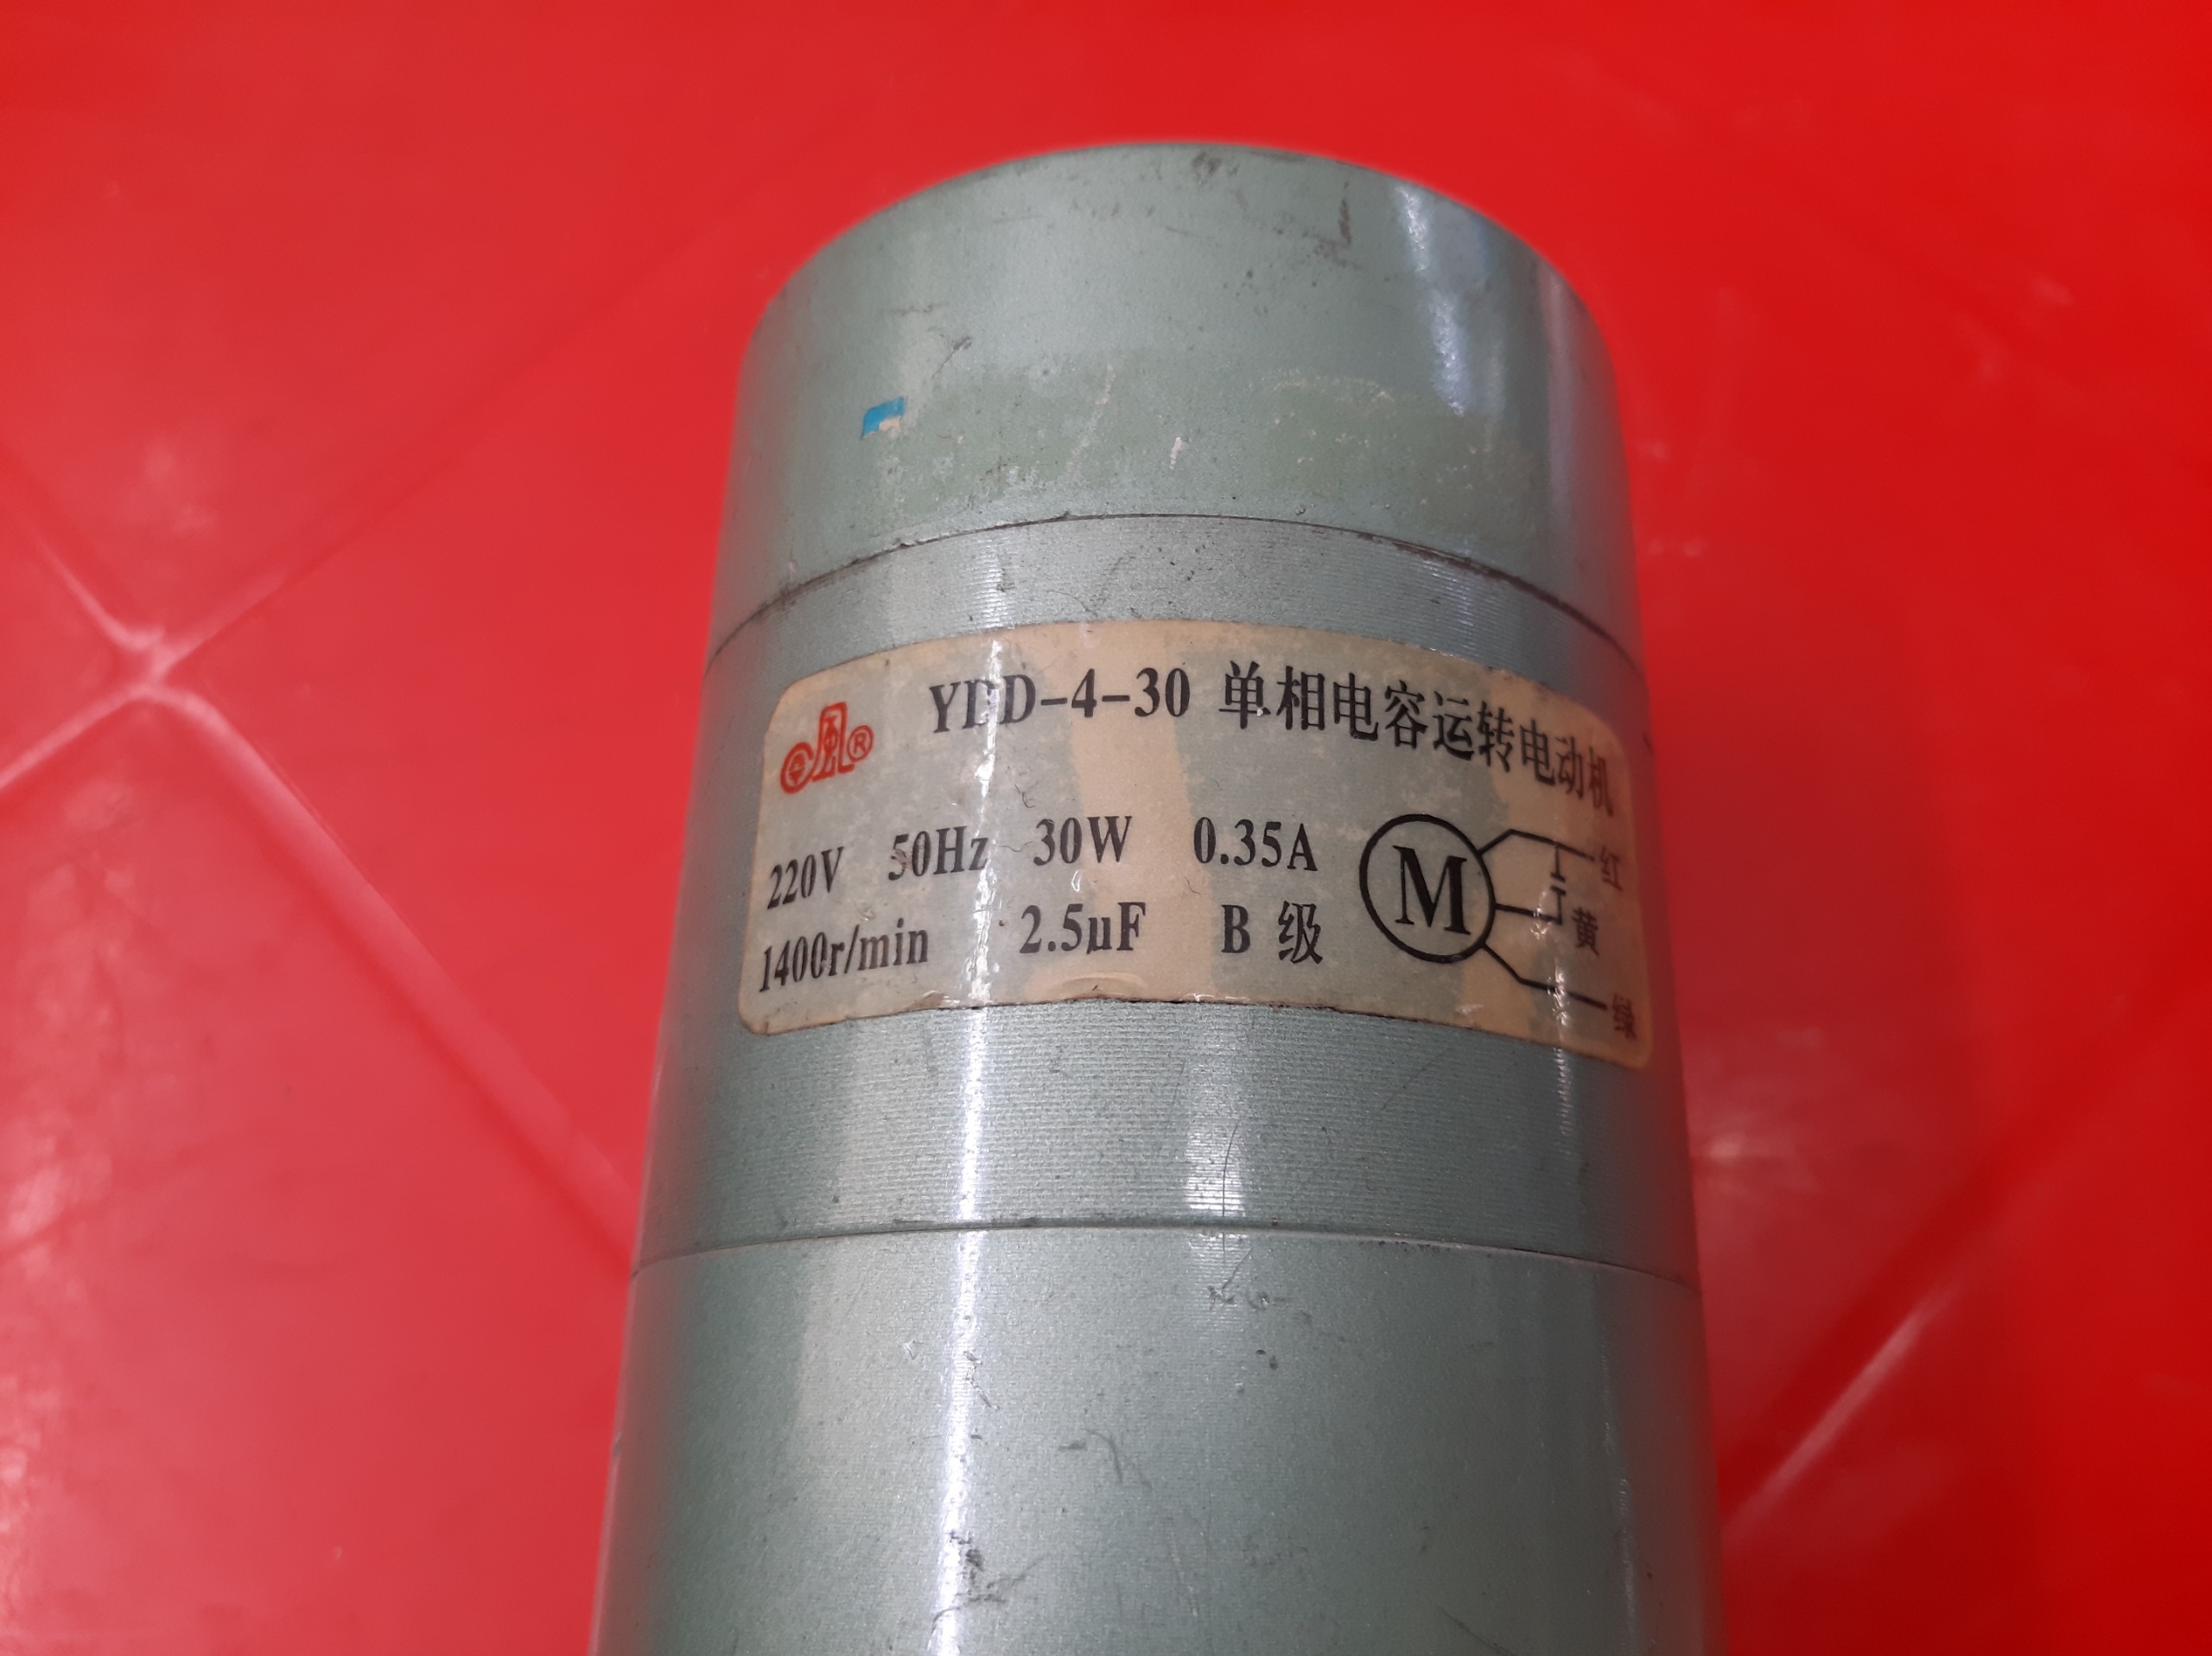 YDD-4-30 单相电容运转电动机
220V 50Hz 30W 0.35A
1400r/min 2.5μF B 级
M
红
黄
绿